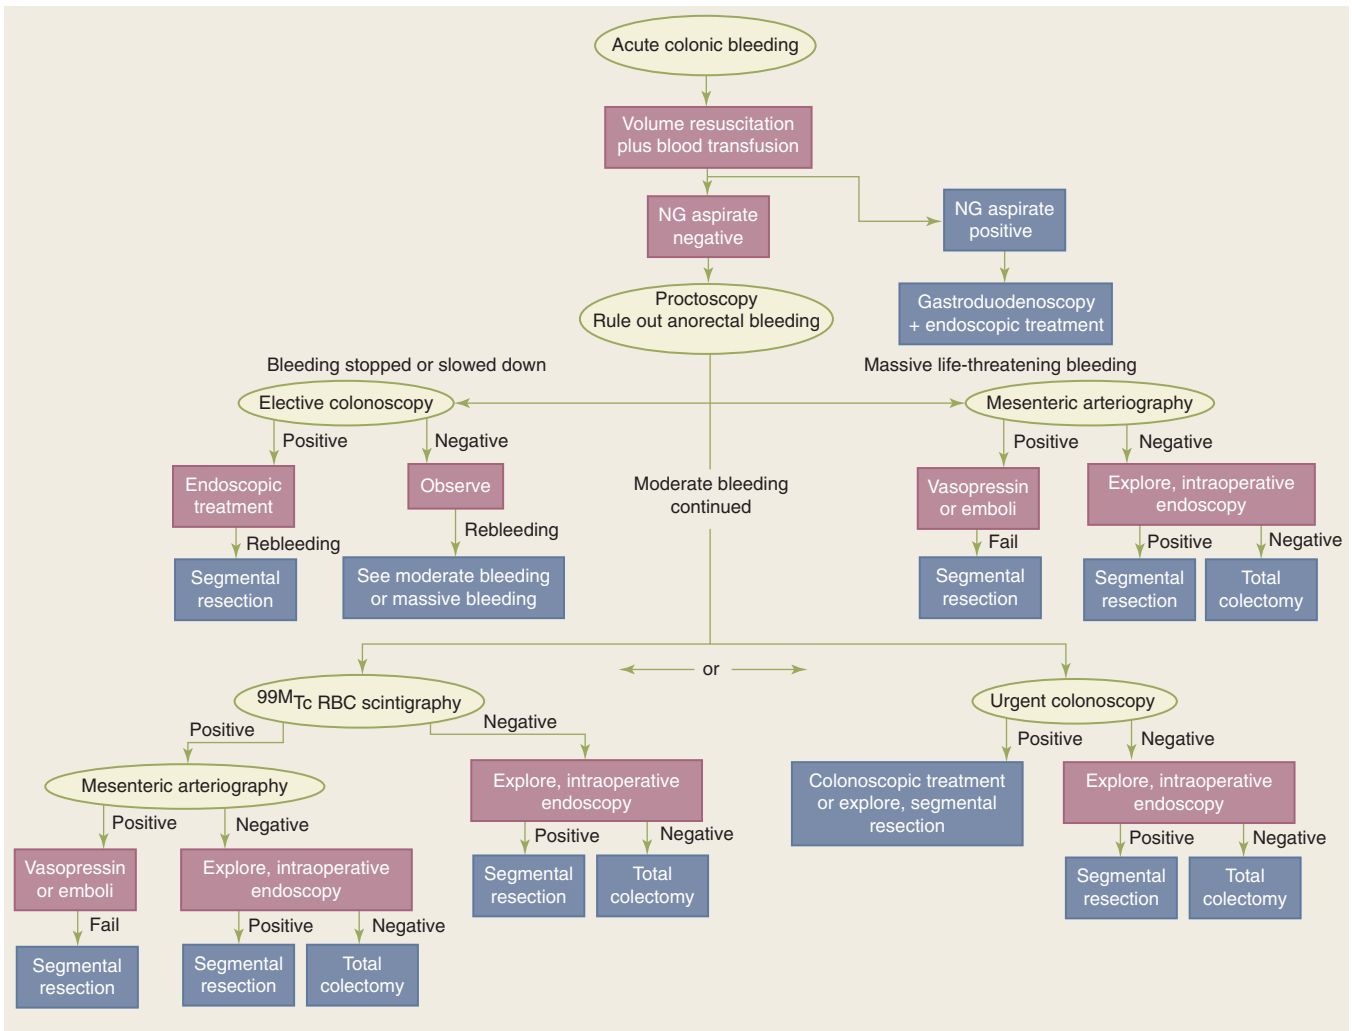 Acute colonic bleeding
Volume resuscitation
plus blood transfusion
NG aspirate
negative
NG aspirate
positive
Proctoscopy
Rule out anorectal bleeding
Gastroduodenoscopy
+ endoscopic treatment
Bleeding stopped or slowed down
Massive life-threatening bleeding
Elective colonoscopy
Mesenteric arteriography
Positive
Negative
Positive
Negative
Endoscopic
treatment
Observe
Moderate bleeding
continued
Vasopressin
or emboli
Explore, intraoperative
endoscopy
Rebleeding
Rebleeding
Fail
Positive
Negative
Segmental
resection
See moderate bleeding
or massive bleeding
Segmental
resection
Segmental
resection
Total
colectomy
or
99MTc RBC scintigraphy
Urgent colonoscopy
Positive
Negative
Positive
Negative
Mesenteric arteriography
Explore, intraoperative
endoscopy
Colonoscopic treatment
or explore, segmental
resection
Explore, intraoperative
endoscopy
Positive
Negative
Positive
Negative
Positive
Negative
Vasopressin
or emboli
Explore, intraoperative
endoscopy
Segmental
resection
Total
colectomy
Segmental
resection
Total
colectomy
Fail
Positive
Negative
Segmental
resection
Segmental
resection
Total
colectomy